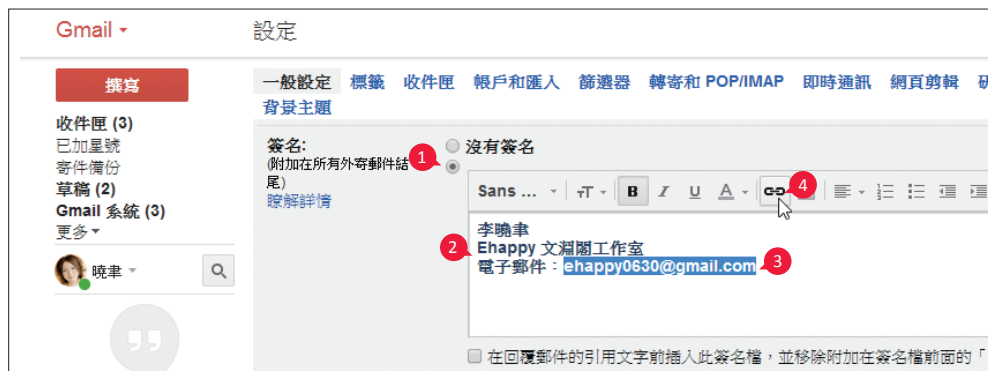 Gmail
設定
撰寫
一般設定 標籤 收件匣 帳戶和匯入 篩選器 轉寄和 POP/IMAP 即時通訊 網頁剪輯
背景主題
收件匣 (3)
已加星號
寄件備份
草稿 (2)
Gmail 系統 (3)
更多
曉聿
簽名:
(附加在所有外寄郵件結
尾)
瞭解詳情
1
沒有簽名
Sans ... TT B I U A 4
李曉聿
2 Ehappy 文淵閣工作室
電子郵件：ehappy0630@gmail.com 3
在回覆郵件的引用文字前插入此簽名檔，並移除附加在簽名檔前面的「